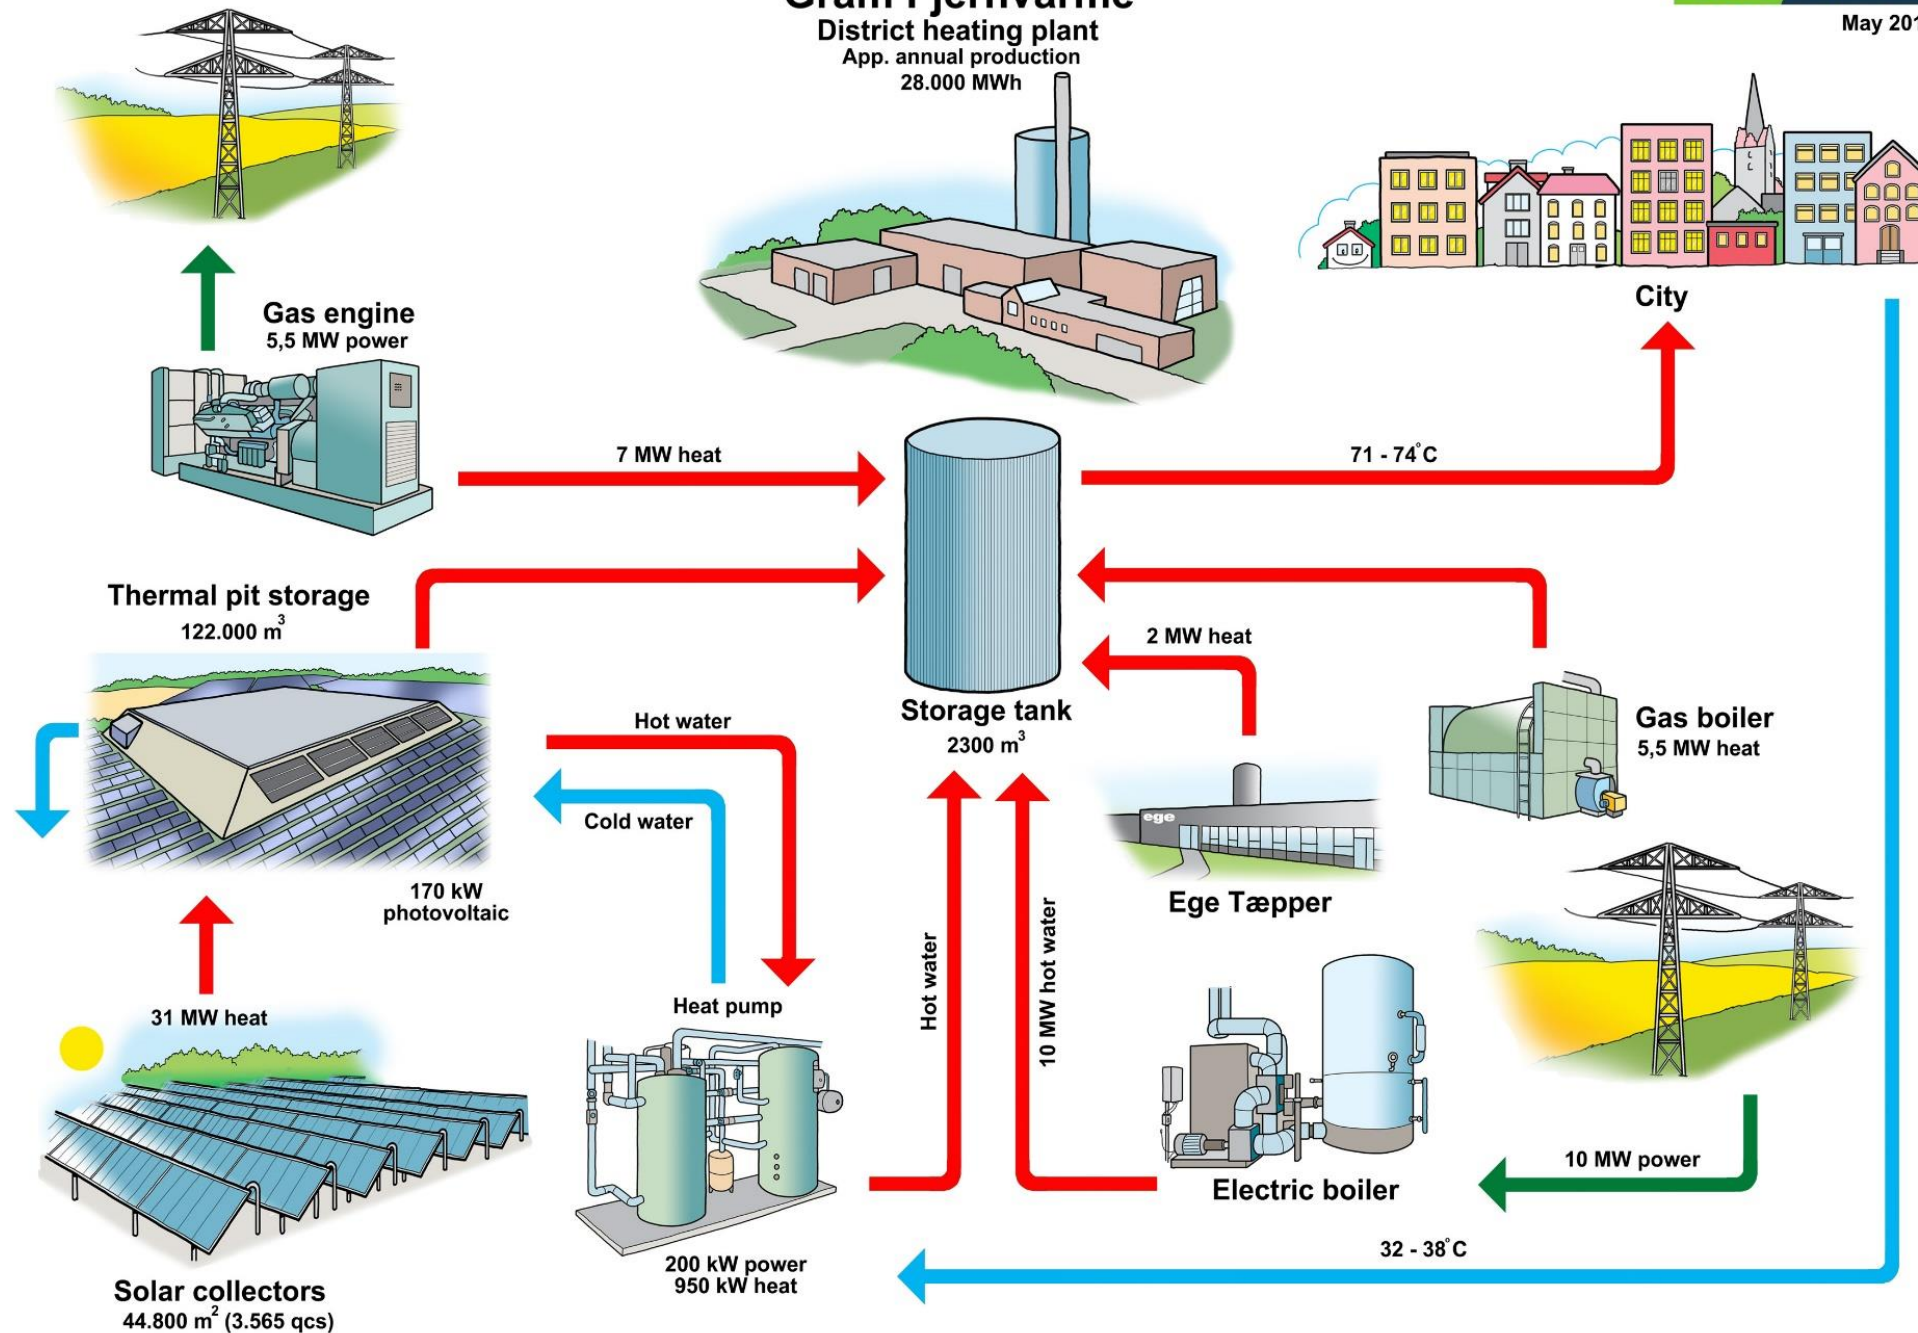 District heating plant
App. annual production
28.000 MWh
May 201
Gas engine
5,5 MW power
City
7 MW heat
71 - 74°C
Thermal pit storage
122.000 m³
2 MW heat
Storage tank
2300 m³
Hot water
Cold water
Gas boiler
5,5 MW heat
ege
Ege Tæpper
170 kW
photovoltaic
31 MW heat
Heat pump
Hot water
10 MW hot water
10 MW power
Electric boiler
32 - 38°C
200 kW power
950 kW heat
Solar collectors
44.800 m² (3.565 qcs)